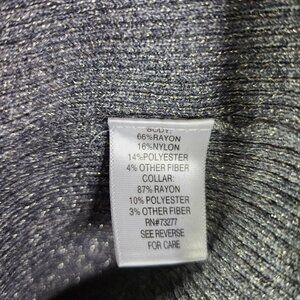 BODY:
66%RAYON
16%NYLON
14%POLYESTER
4% OTHER FIBER
COLLAR:
87% RAYON
10% POLYESTER
3% OTHER FIBER
RN#73277
SEE REVERSE
FOR CARE